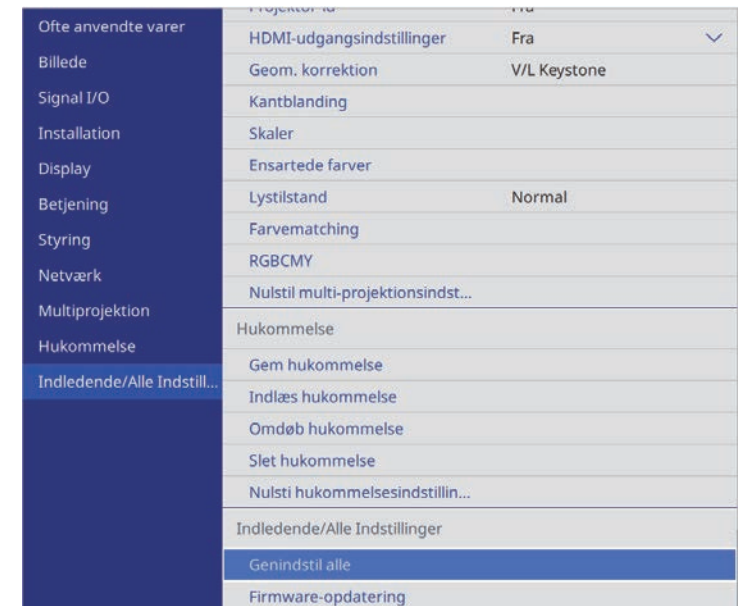 Ofte anvendte varer
Billede
Signal I/O
Installation
Display
Betjening
Styring
Netværk
Multiprojektion
Hukommelse
Indledende/Alle Indstill...
HDMI-udgangsindstillinger Fra
Geom. korrektion V/L Keystone
Kantblanding
Skaler
Ensartede farver
Lystilstand Normal
Farvematching
RGBCMY
Nulstil multi-projektionsindst...
Hukommelse
Gem hukommelse
Indlæs hukommelse
Omdøb hukommelse
Slet hukommelse
Nulsti hukommelsesindstillin...
Indledende/Alle Indstillinger
Genindstil alle
Firmware-opdatering